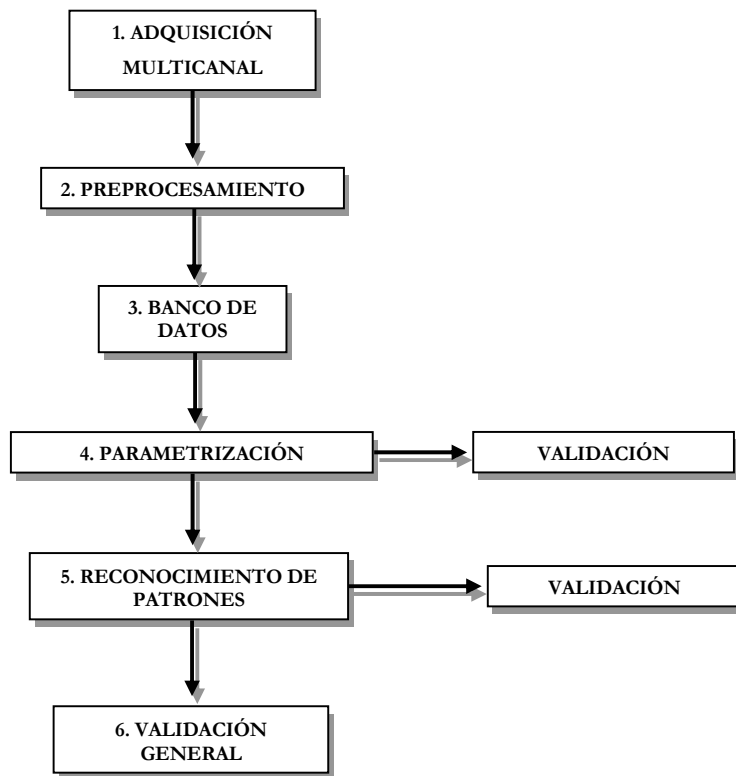 1. ADQUISICIÓN
MULTICANAL
2. PREPROCESAMIENTO
3. BANCO DE
DATOS
4. PARAMETRIZACIÓN
VALIDACIÓN
5. RECONOCIMIENTO DE
PATRONES
VALIDACIÓN
6. VALIDACIÓN
GENERAL